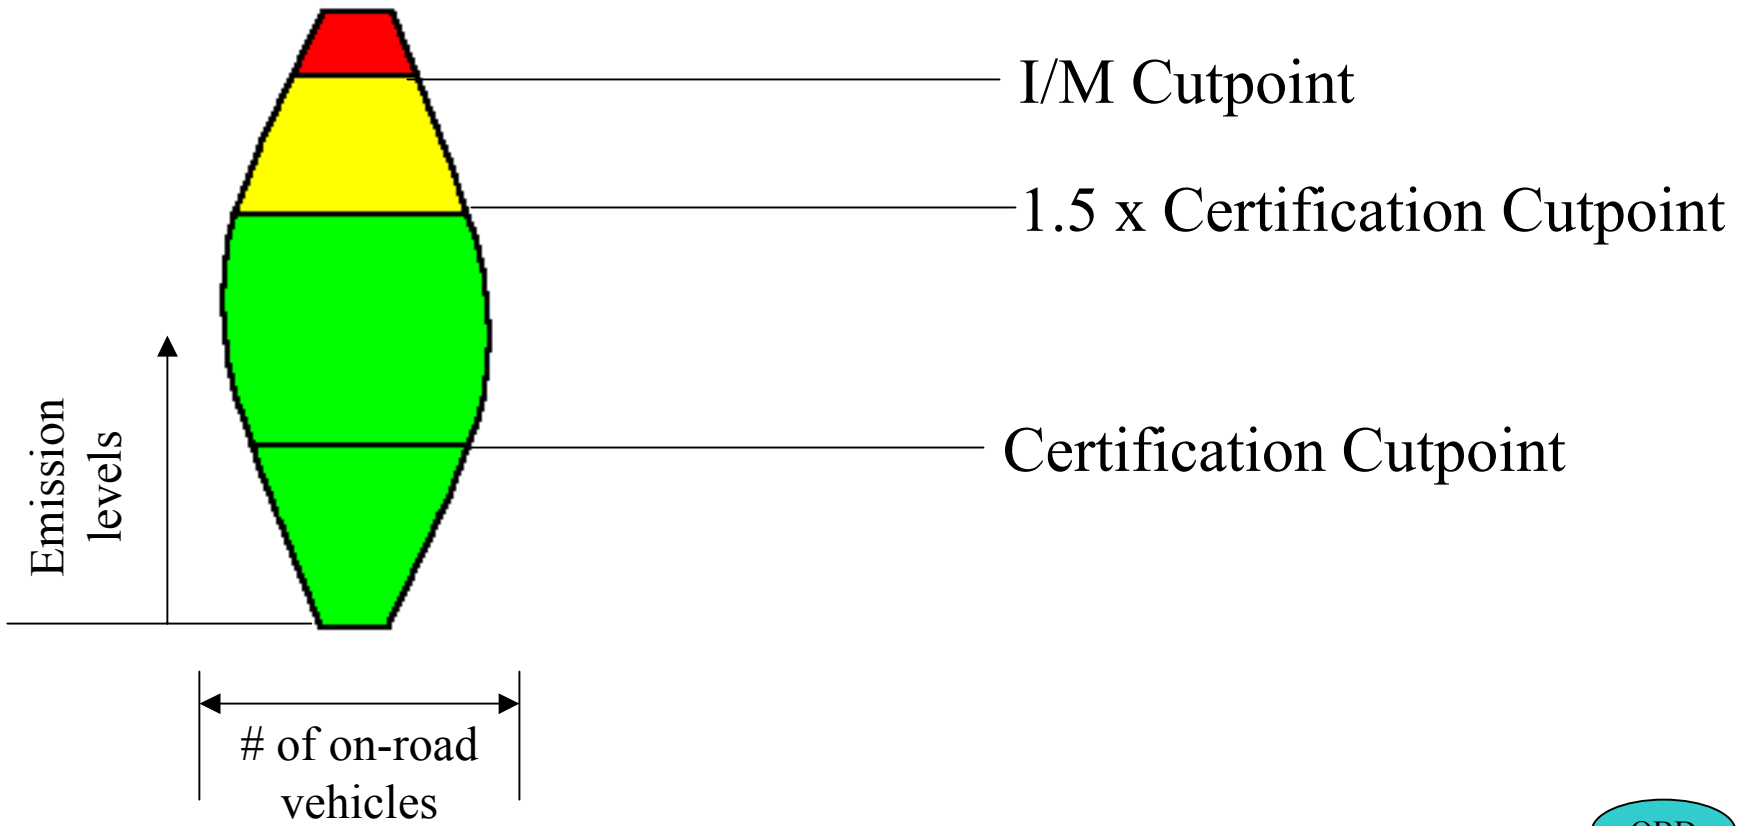 I/M Cutpoint
1.5 x Certification Cutpoint
Certification Cutpoint
Emission
levels
# of on-road
vehicles